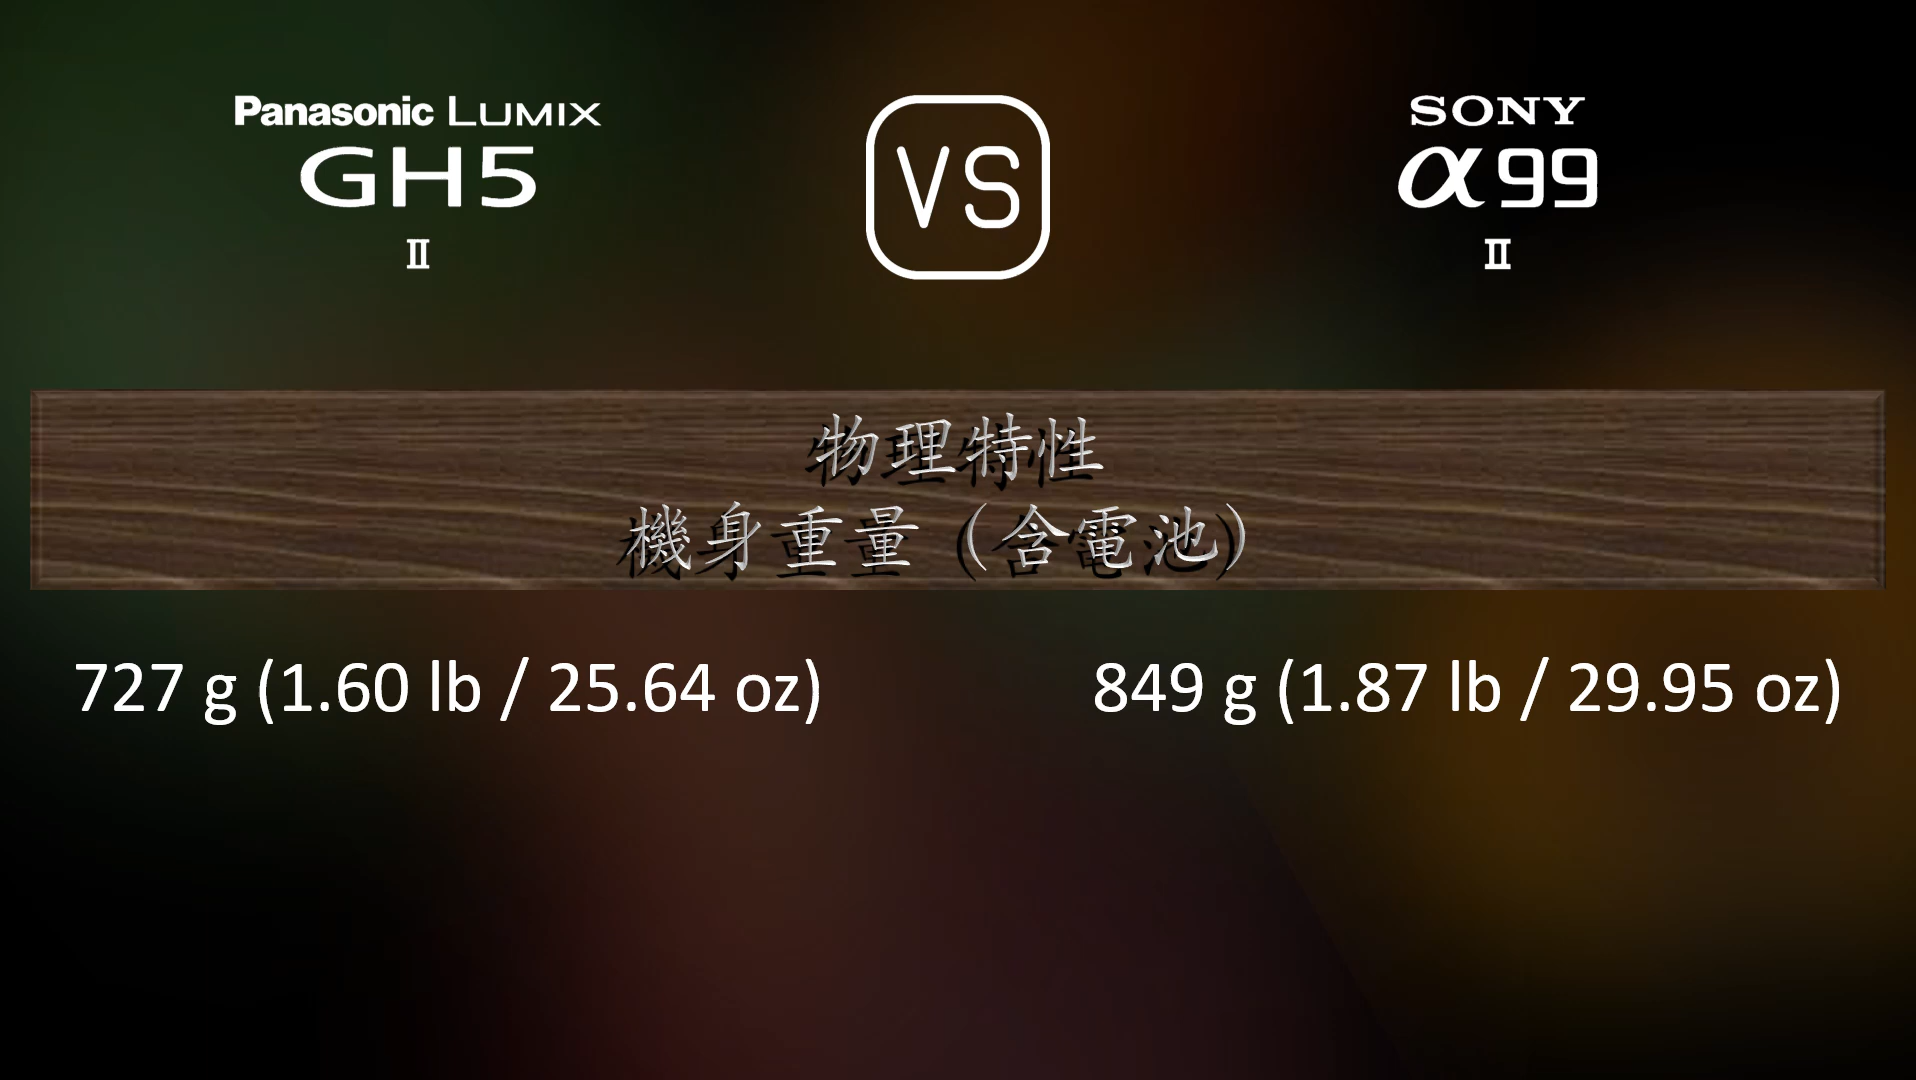 Panasonic LUMIX
GH5
II
VS
SONY
α99
II
物理特性
機身重量（含電池）
727 g (1.60 lb / 25.64 oz)
849 g (1.87 lb / 29.95 oz)